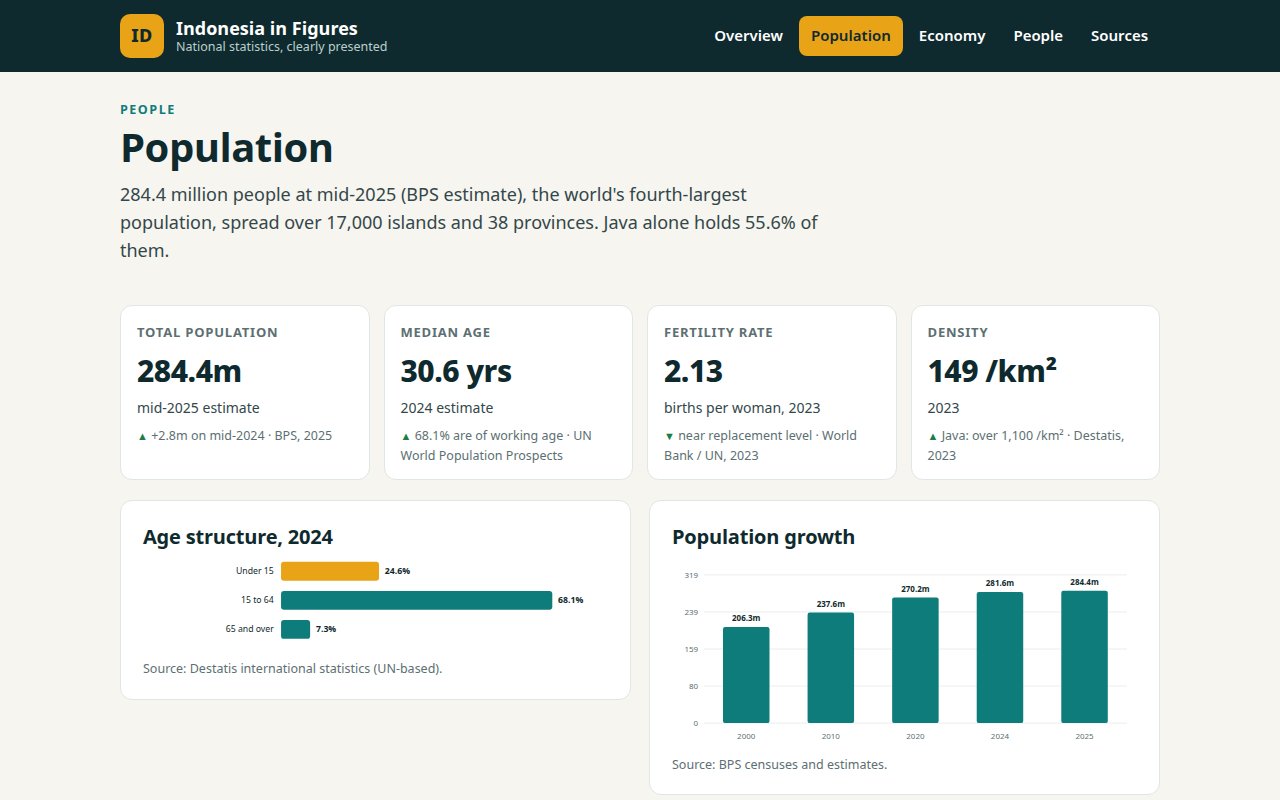 ID
Indonesia in Figures
National statistics, clearly presented
Overview
Population
Economy
People
Sources
PEOPLE
Population
284.4 million people at mid-2025 (BPS estimate), the world's fourth-largest
population, spread over 17,000 islands and 38 provinces. Java alone holds 55.6% of
them.
TOTAL POPULATION
284.4m
mid-2025 estimate
▲ +2.8m on mid-2024 · BPS, 2025
MEDIAN AGE
30.6 yrs
2024 estimate
▲ 68.1% are of working age · UN
World Population Prospects
FERTILITY RATE
2.13
births per woman, 2023
▼ near replacement level · World
Bank / UN, 2023
DENSITY
149 /km²
2023
▲ Java: over 1,100 /km² · Destatis,
2023
Age structure, 2024
Under 15 24.6%
15 to 64 68.1%
65 and over 7.3%
Source: Destatis international statistics (UN-based).
Population growth
319
239
159
80
0
206.3m
237.6m
270.2m
281.6m
284.4m
2000
2010
2020
2024
2025
Source: BPS censuses and estimates.